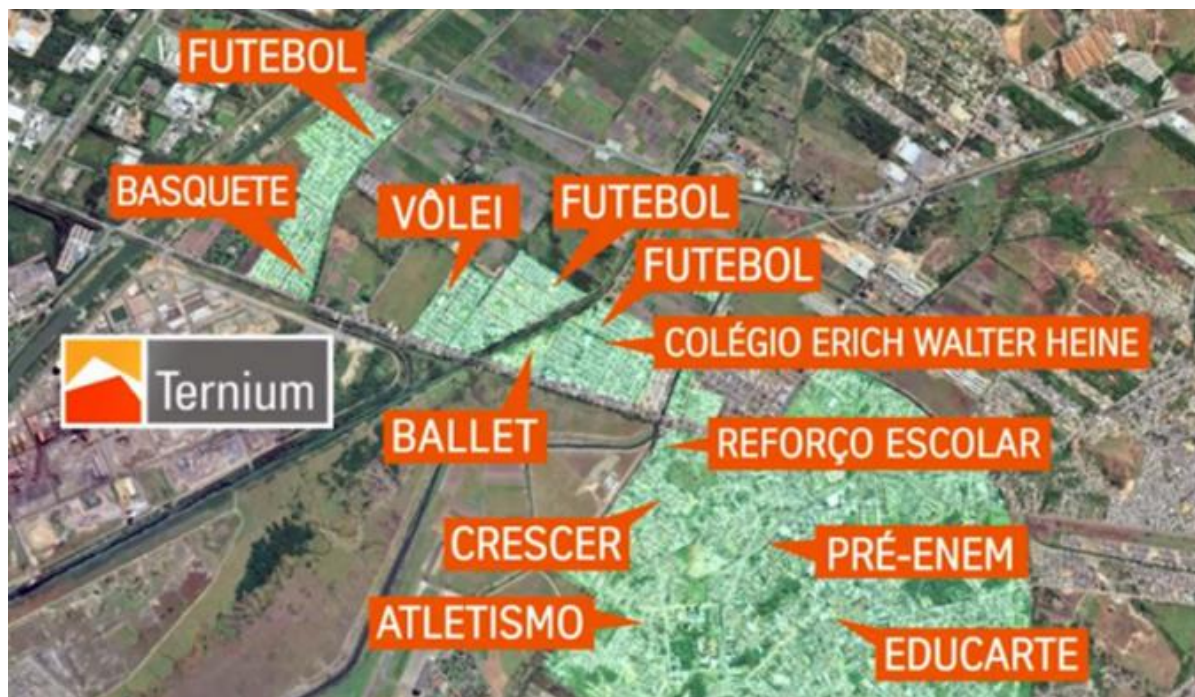 FUTEBOL
BASQUETE
VÔLEI
FUTEBOL
FUTEBOL
COLÉGIO ERICH WALTER HEINE
Ternium
BALLET
REFORÇO ESCOLAR
CRESCER
PRÉ-ENEM
ATLETISMO
EDUCARTE